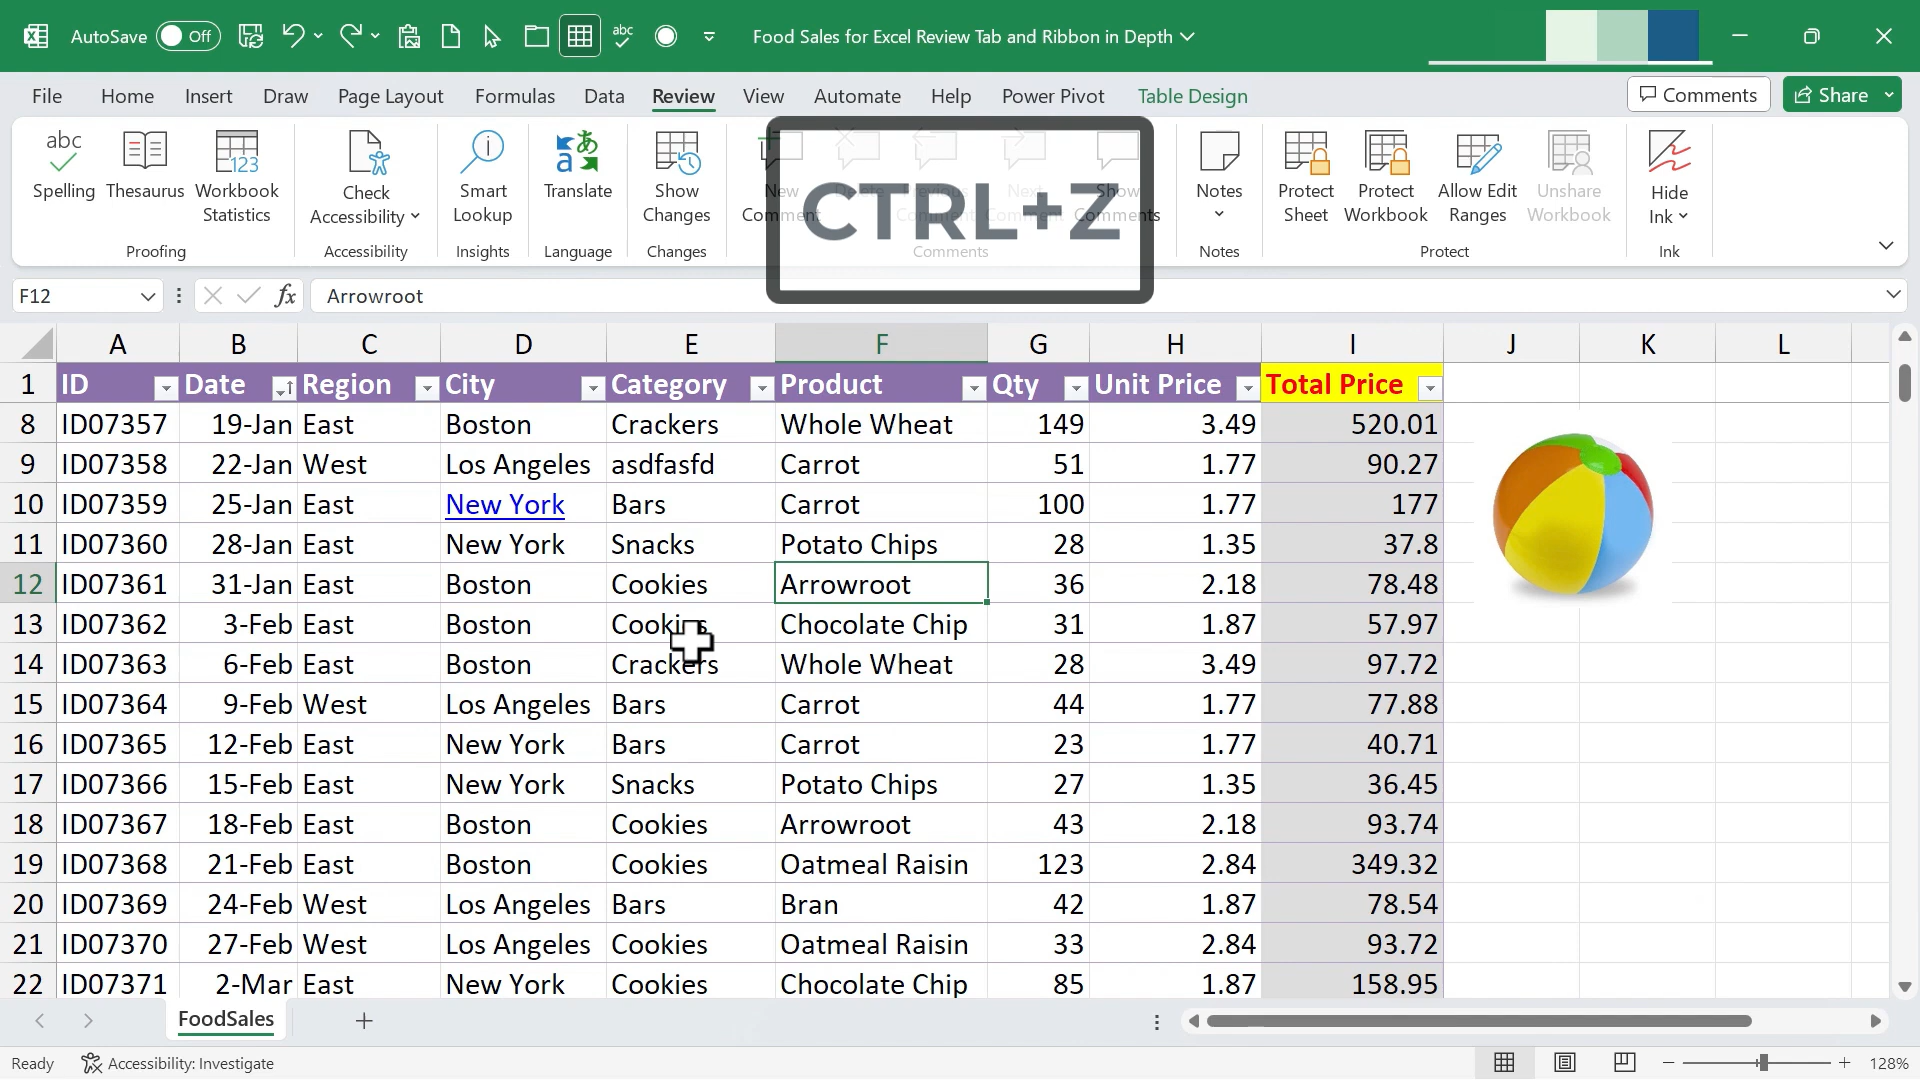 AutoSave Off Food Sales for Excel Review Tab and Ribbon in Depth
File Home Insert Draw Page Layout Formulas Data Review View Automate Help Power Pivot Table Design Comments Share
abc Spelling Thesaurus Workbook Statistics Check Accessibility Smart Lookup Translate Show Changes New Comment Delete Previous Comment Next Comment Show Comments Notes Protect Sheet Protect Workbook Allow Edit Ranges Unshare Workbook Hide Ink
CTRL+Z
Proofing Accessibility Insights Language Changes Comments Notes Protect Ink
F12 fx Arrowroot
A B C D E F G H I J K L
1 ID Date Region City Category Product Qty Unit Price Total Price
8 ID07357 19-Jan East Boston Crackers Whole Wheat 149 3.49 520.01
9 ID07358 22-Jan West Los Angeles asdfasfd Carrot 51 1.77 90.27
10 ID07359 25-Jan East New York Bars Carrot 100 1.77 177
11 ID07360 28-Jan East New York Snacks Potato Chips 28 1.35 37.8
12 ID07361 31-Jan East Boston Cookies Arrowroot 36 2.18 78.48
13 ID07362 3-Feb East Boston Cookies Chocolate Chip 31 1.87 57.97
14 ID07363 6-Feb East Boston Crackers Whole Wheat 28 3.49 97.72
15 ID07364 9-Feb West Los Angeles Bars Carrot 44 1.77 77.88
16 ID07365 12-Feb East New York Bars Carrot 23 1.77 40.71
17 ID07366 15-Feb East New York Snacks Potato Chips 27 1.35 36.45
18 ID07367 18-Feb East Boston Cookies Arrowroot 43 2.18 93.74
19 ID07368 21-Feb East Boston Cookies Oatmeal Raisin 123 2.84 349.32
20 ID07369 24-Feb West Los Angeles Bars Bran 42 1.87 78.54
21 ID07370 27-Feb West Los Angeles Cookies Oatmeal Raisin 33 2.84 93.72
22 ID07371 2-Mar East New York Cookies Chocolate Chip 85 1.87 158.95
FoodSales
Ready Accessibility: Investigate 128%